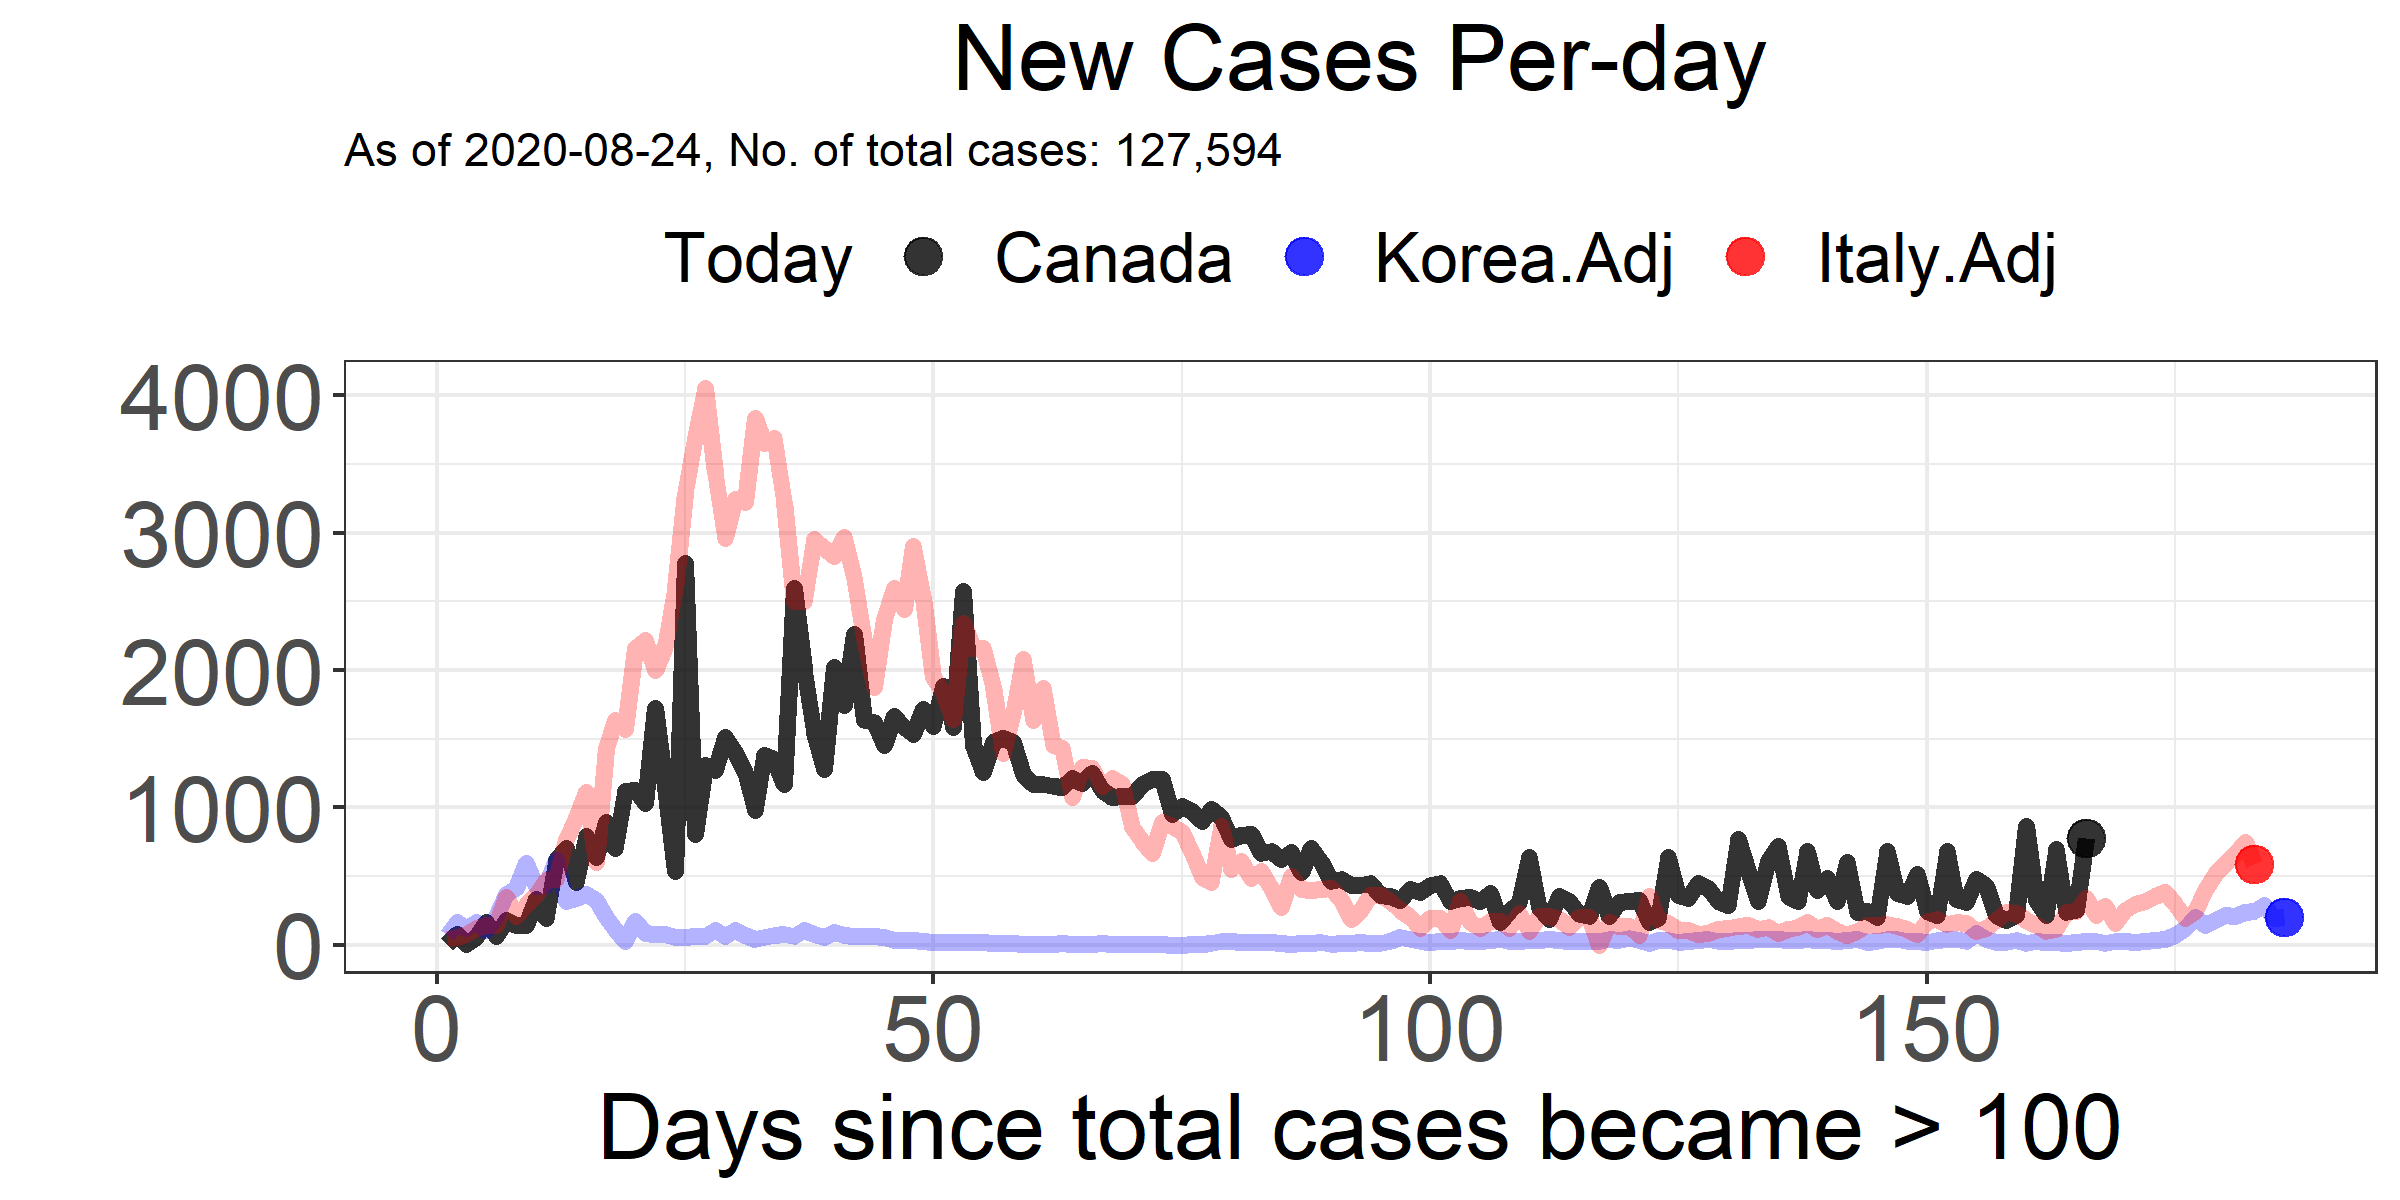 New Cases Per-day
As of 2020-08-24, No. of total cases: 127,594
Today Canada Korea.Adj Italy.Adj
4000
3000
2000
1000
0
0 50 100 150
Days since total cases became > 100